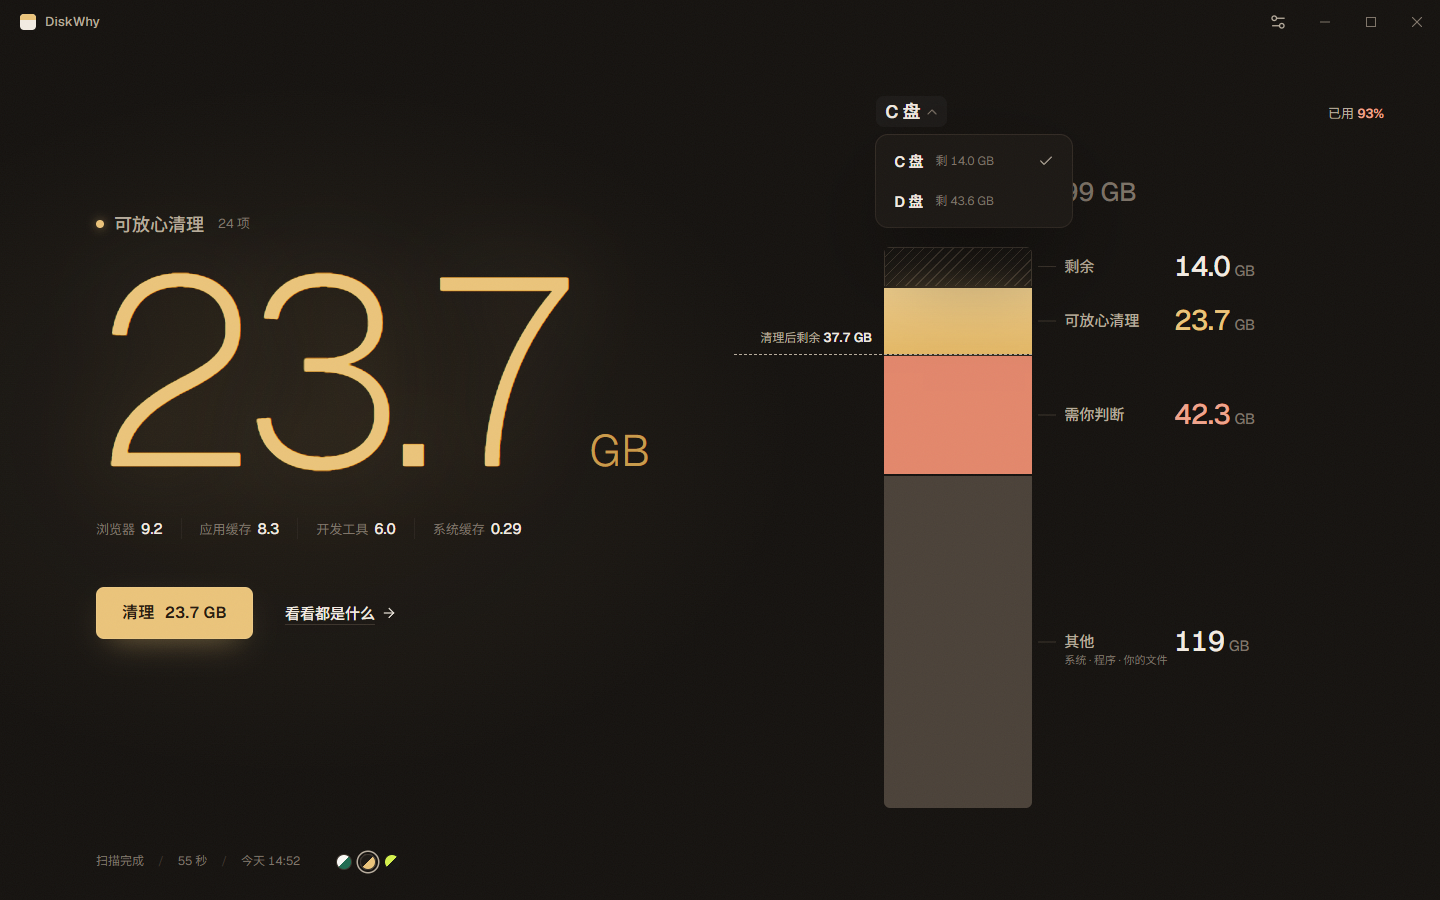 DiskWhy
C 盘
已用 93%
C 盘 剩 14.0 GB
D 盘 剩 43.6 GB
99 GB
可放心清理 24 项
23.7 GB
浏览器 9.2 应用缓存 8.3 开发工具 6.0 系统缓存 0.29
清理 23.7 GB
看看都是什么 →
剩余 14.0 GB
可放心清理 23.7 GB
清理后剩余 37.7 GB
需你判断 42.3 GB
其他 119 GB
系统 · 程序 · 你的文件
扫描完成 / 55 秒 / 今天 14:52